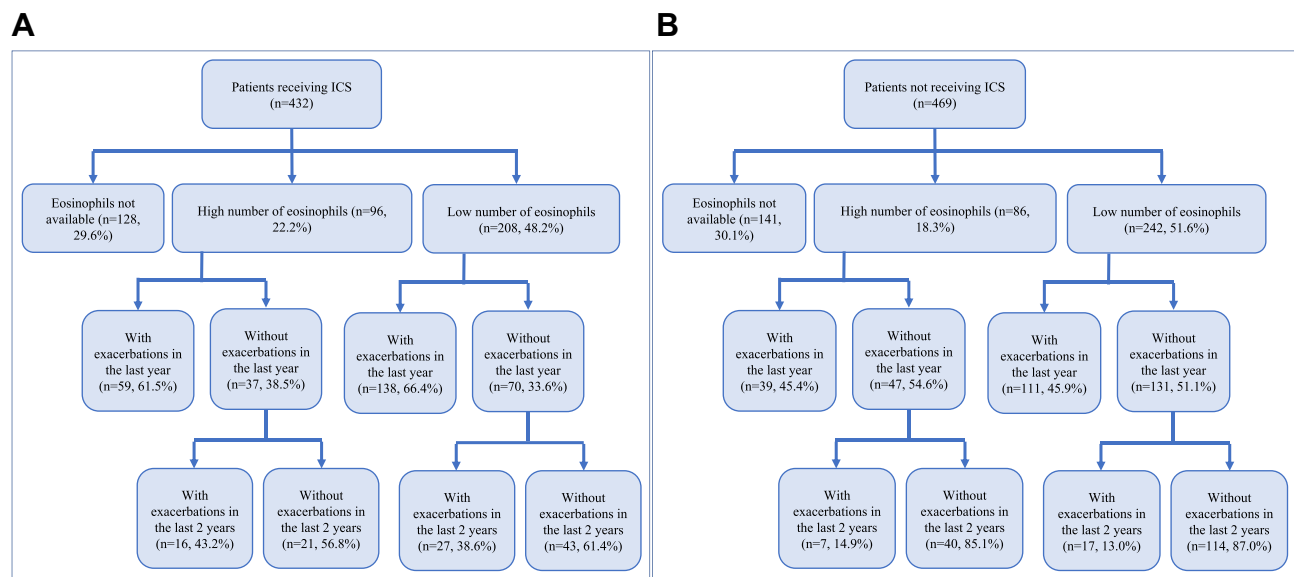 A
Patients receiving ICS
(n=432)
Eosinophils not
available (n=128,
29.6%)
High number of eosinophils (n=96,
22.2%)
Low number of eosinophils
(n=208, 48.2%)
With
exacerbations in
the last year
(n=59, 61.5%)
Without
exacerbations in
the last year
(n=37, 38.5%)
With
exacerbations in
the last year
(n=138, 66.4%)
Without
exacerbations in
the last year
(n=70, 33.6%)
With
exacerbations in
the last 2 years
(n=16, 43.2%)
Without
exacerbations in
the last 2 years
(n=21, 56.8%)
With
exacerbations in
the last 2 years
(n=27, 38.6%)
Without
exacerbations in
the last 2 years
(n=43, 61.4%)
B
Patients not receiving ICS
(n=469)
Eosinophils not
available (n=141,
30.1%)
High number of eosinophils (n=86,
18.3%)
Low number of eosinophils
(n=242, 51.6%)
With
exacerbations in
the last year
(n=39, 45.4%)
Without
exacerbations in
the last year
(n=47, 54.6%)
With
exacerbations in
the last year
(n=111, 45.9%)
Without
exacerbations in
the last year
(n=131, 51.1%)
With
exacerbations in
the last 2 years
(n=7, 14.9%)
Without
exacerbations in
the last 2 years
(n=40, 85.1%)
With
exacerbations in
the last 2 years
(n=17, 13.0%)
Without
exacerbations in
the last 2 years
(n=114, 87.0%)